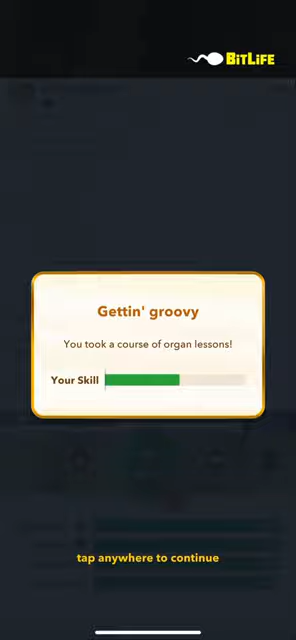 BITLIFE
Gettin' groovy
You took a course of organ lessons!
Your Skill
tap anywhere to continue